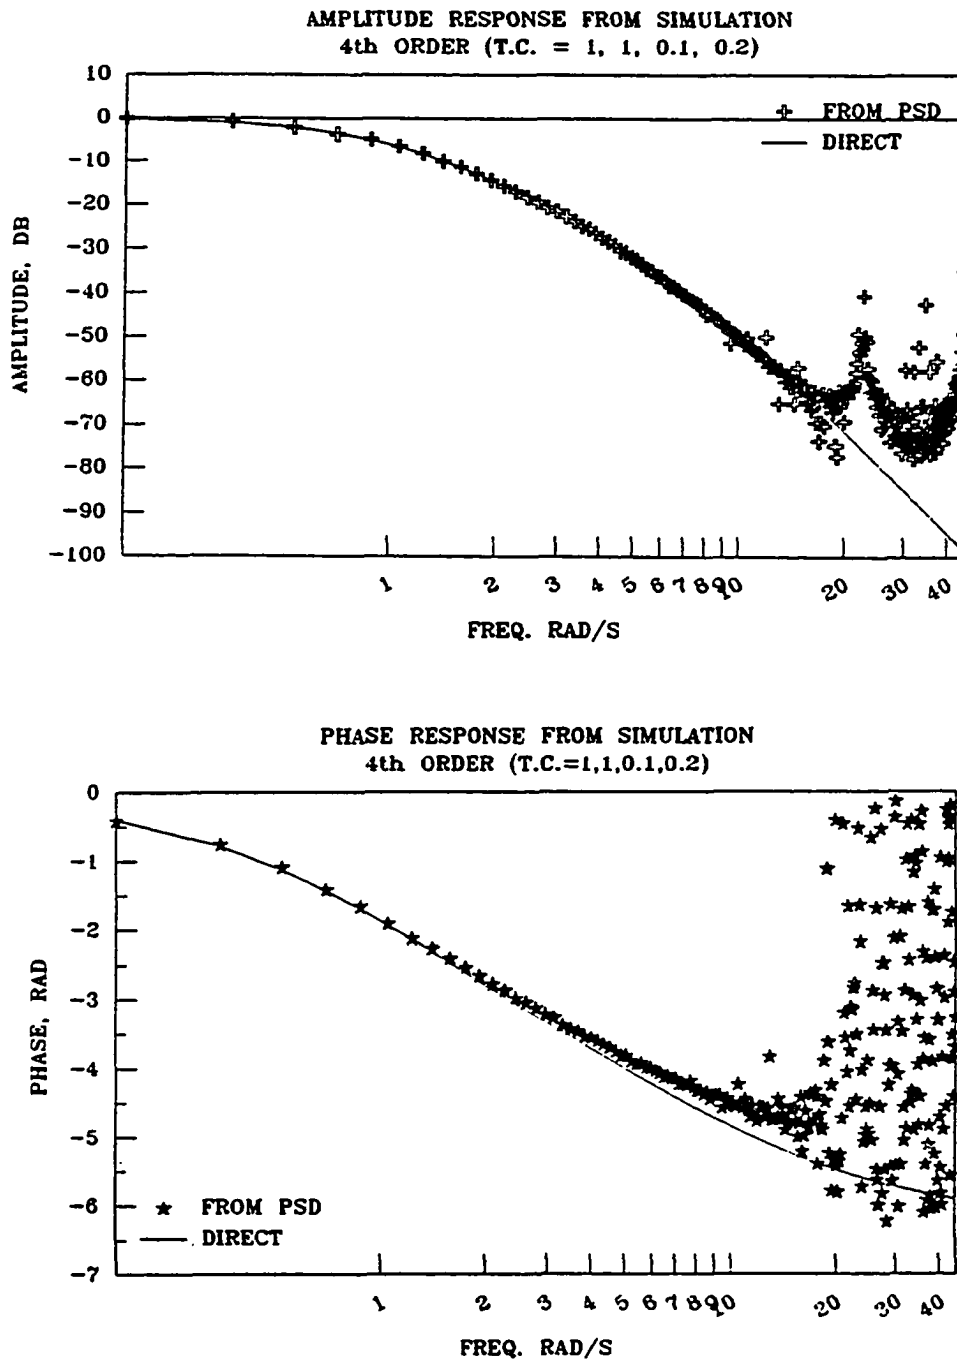 AMPLITUDE RESPONSE FROM SIMULATION
4th ORDER (T.C. = 1, 1, 0.1, 0.2)
10
0
-10
-20
-30
-40
-50
-60
-70
-80
-90
-100
AMPLITUDE, DB
FROM PSD
DIRECT
1 2 3 4 5 6 7 8 9 10 20 30 40
FREQ. RAD/S
PHASE RESPONSE FROM SIMULATION
4th ORDER (T.C.=1,1,0.1,0.2)
0
-1
-2
-3
-4
-5
-6
-7
PHASE, RAD
FROM PSD
DIRECT
1 2 3 4 5 6 7 8 9 10 20 30 40
FREQ. RAD/S